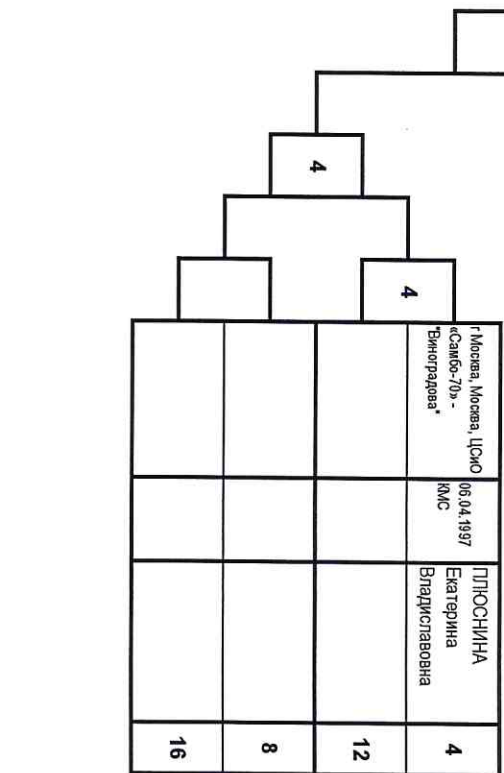 4
4
г Москва, Москва, ЦСиО
«Самбо-70» -
"Виноградова"
06.04.1997
КМС
ПЛЮСНИНА
Екатерина
Владиславовна
4
12
8
16